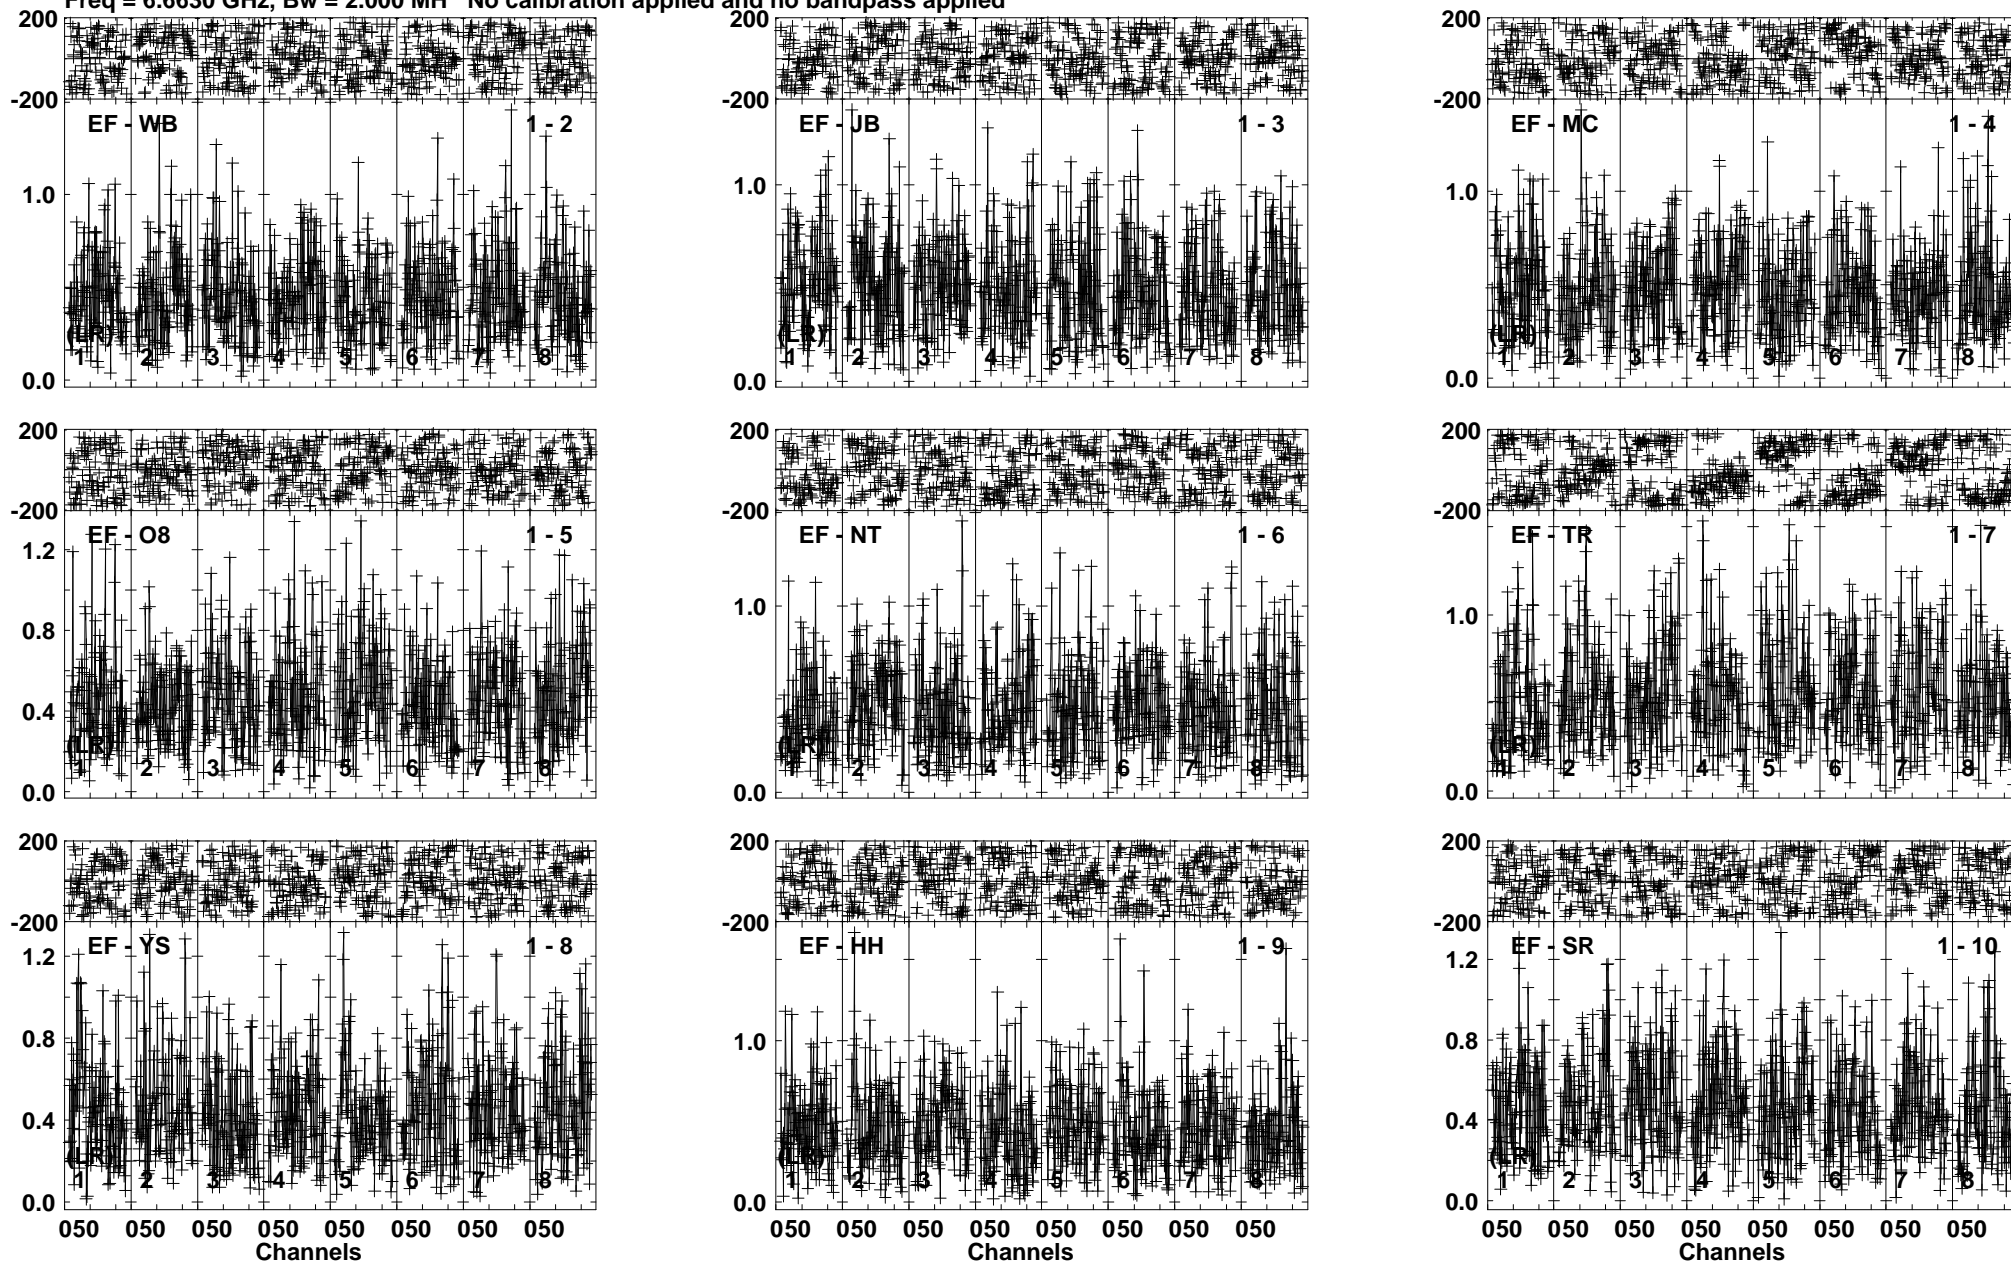 Freq = 6.6630 GHz, Bw = 2.000 MH No calibration applied and no bandpass applied
200
-200
EF - WB 1 - 2
1.0
(LR)
1 2 3 4 5 6 7 8
0.0
200
-200
EF - JB 1 - 3
1.0
(LR)
1 2 3 4 5 6 7 8
0.0
200
-200
EF - MC 1 - 4
1.0
(LR)
1 2 3 4 5 6 7 8
0.0
200
-200
EF - O8 1 - 5
1.2
0.8
0.4
(LR)
1 2 3 4 5 6 7 8
0.0
200
-200
EF - NT 1 - 6
1.0
(LR)
1 2 3 4 5 6 7 8
0.0
200
-200
EF - TR 1 - 7
1.0
(LR)
1 2 3 4 5 6 7 8
0.0
200
-200
EF - YS 1 - 8
1.2
0.8
0.4
(LR)
1 2 3 4 5 6 7 8
0.0
050 050 050 050 050 050 050 050
Channels
200
-200
EF - HH 1 - 9
1.0
(LR)
1 2 3 4 5 6 7 8
0.0
050 050 050 050 050 050 050 050
Channels
200
-200
EF - SR 1 - 10
1.2
0.8
0.4
(LR)
1 2 3 4 5 6 7 8
0.0
050 050 050 050 050 050 050 050
Channels